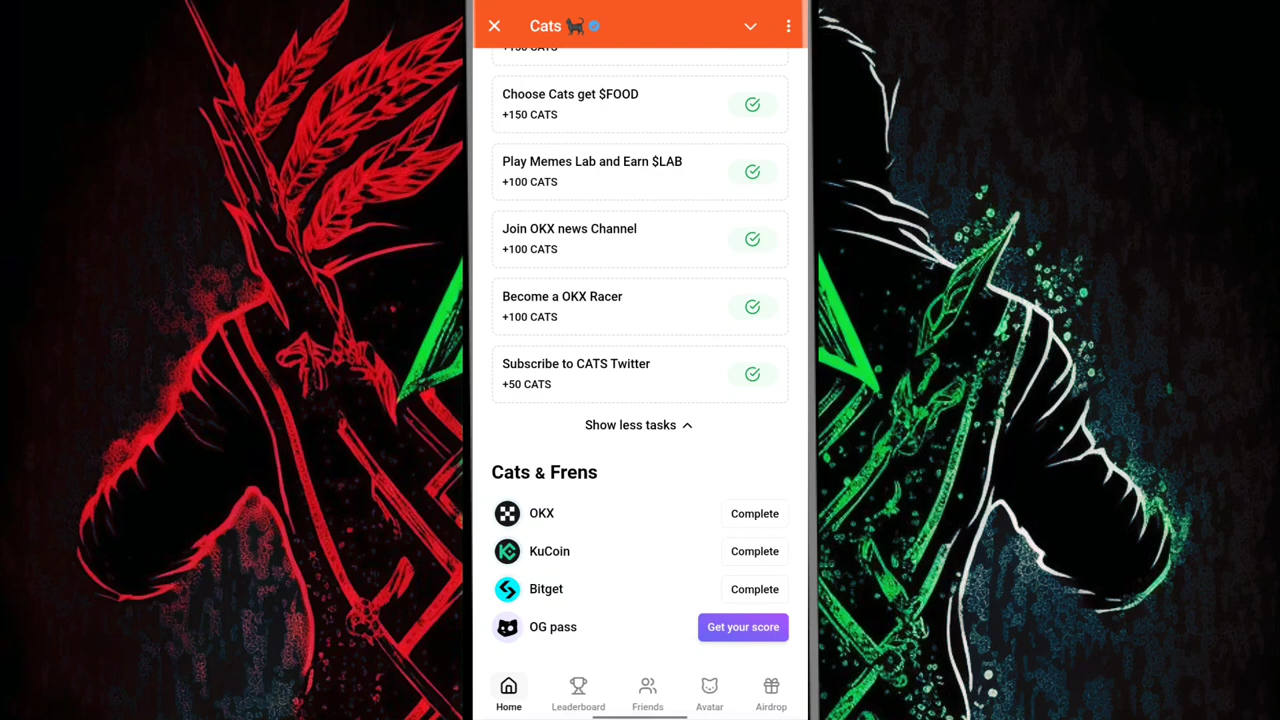 Cats
+150 CATS
Choose Cats get $FOOD
+150 CATS
Play Memes Lab and Earn $LAB
+100 CATS
Join OKX news Channel
+100 CATS
Become a OKX Racer
+100 CATS
Subscribe to CATS Twitter
+50 CATS
Show less tasks
Cats & Frens
OKX
Complete
KuCoin
Complete
Bitget
Complete
OG pass
Get your score
Home
Leaderboard
Friends
Avatar
Airdrop